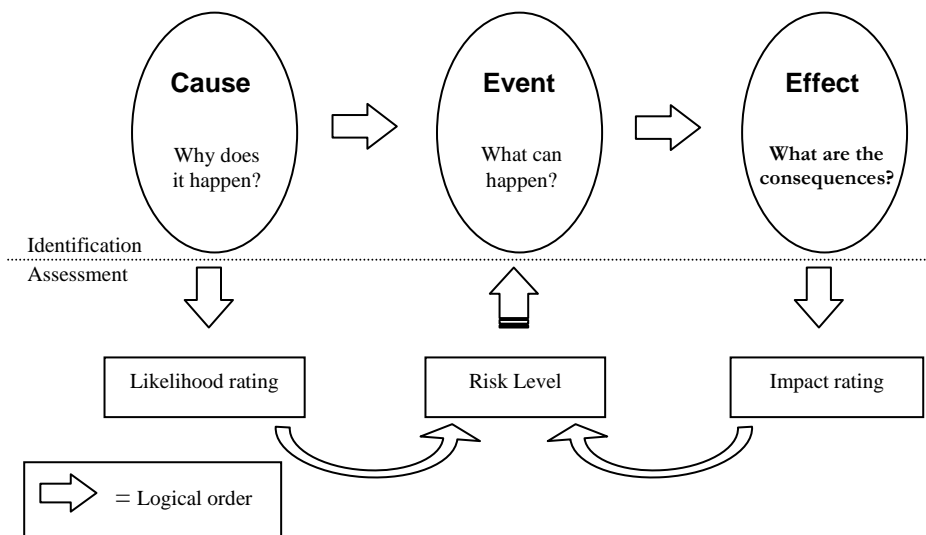 Cause
Why does
it happen?
Event
What can
happen?
Effect
What are the
consequences?
Identification
Assessment
Likelihood rating
Risk Level
Impact rating
= Logical order